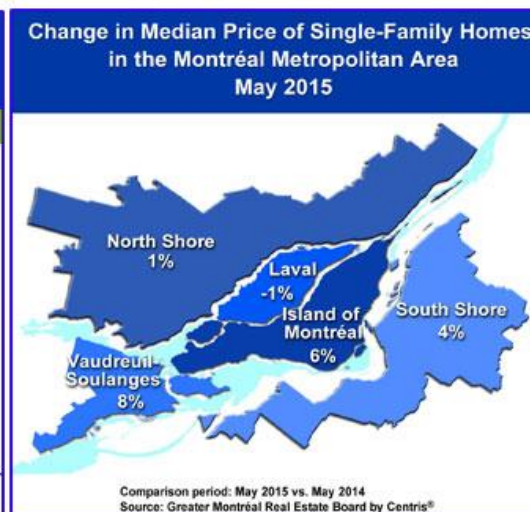 Change in Median Price of Single-Family Homes
in the Montréal Metropolitan Area
May 2015
North Shore
1%
Laval
-1%
Island of
Montréal
6%
South Shore
4%
Vaudreuil-
Soulanges
8%
Comparison period: May 2015 vs. May 2014
Source: Greater Montréal Real Estate Board by Centris®